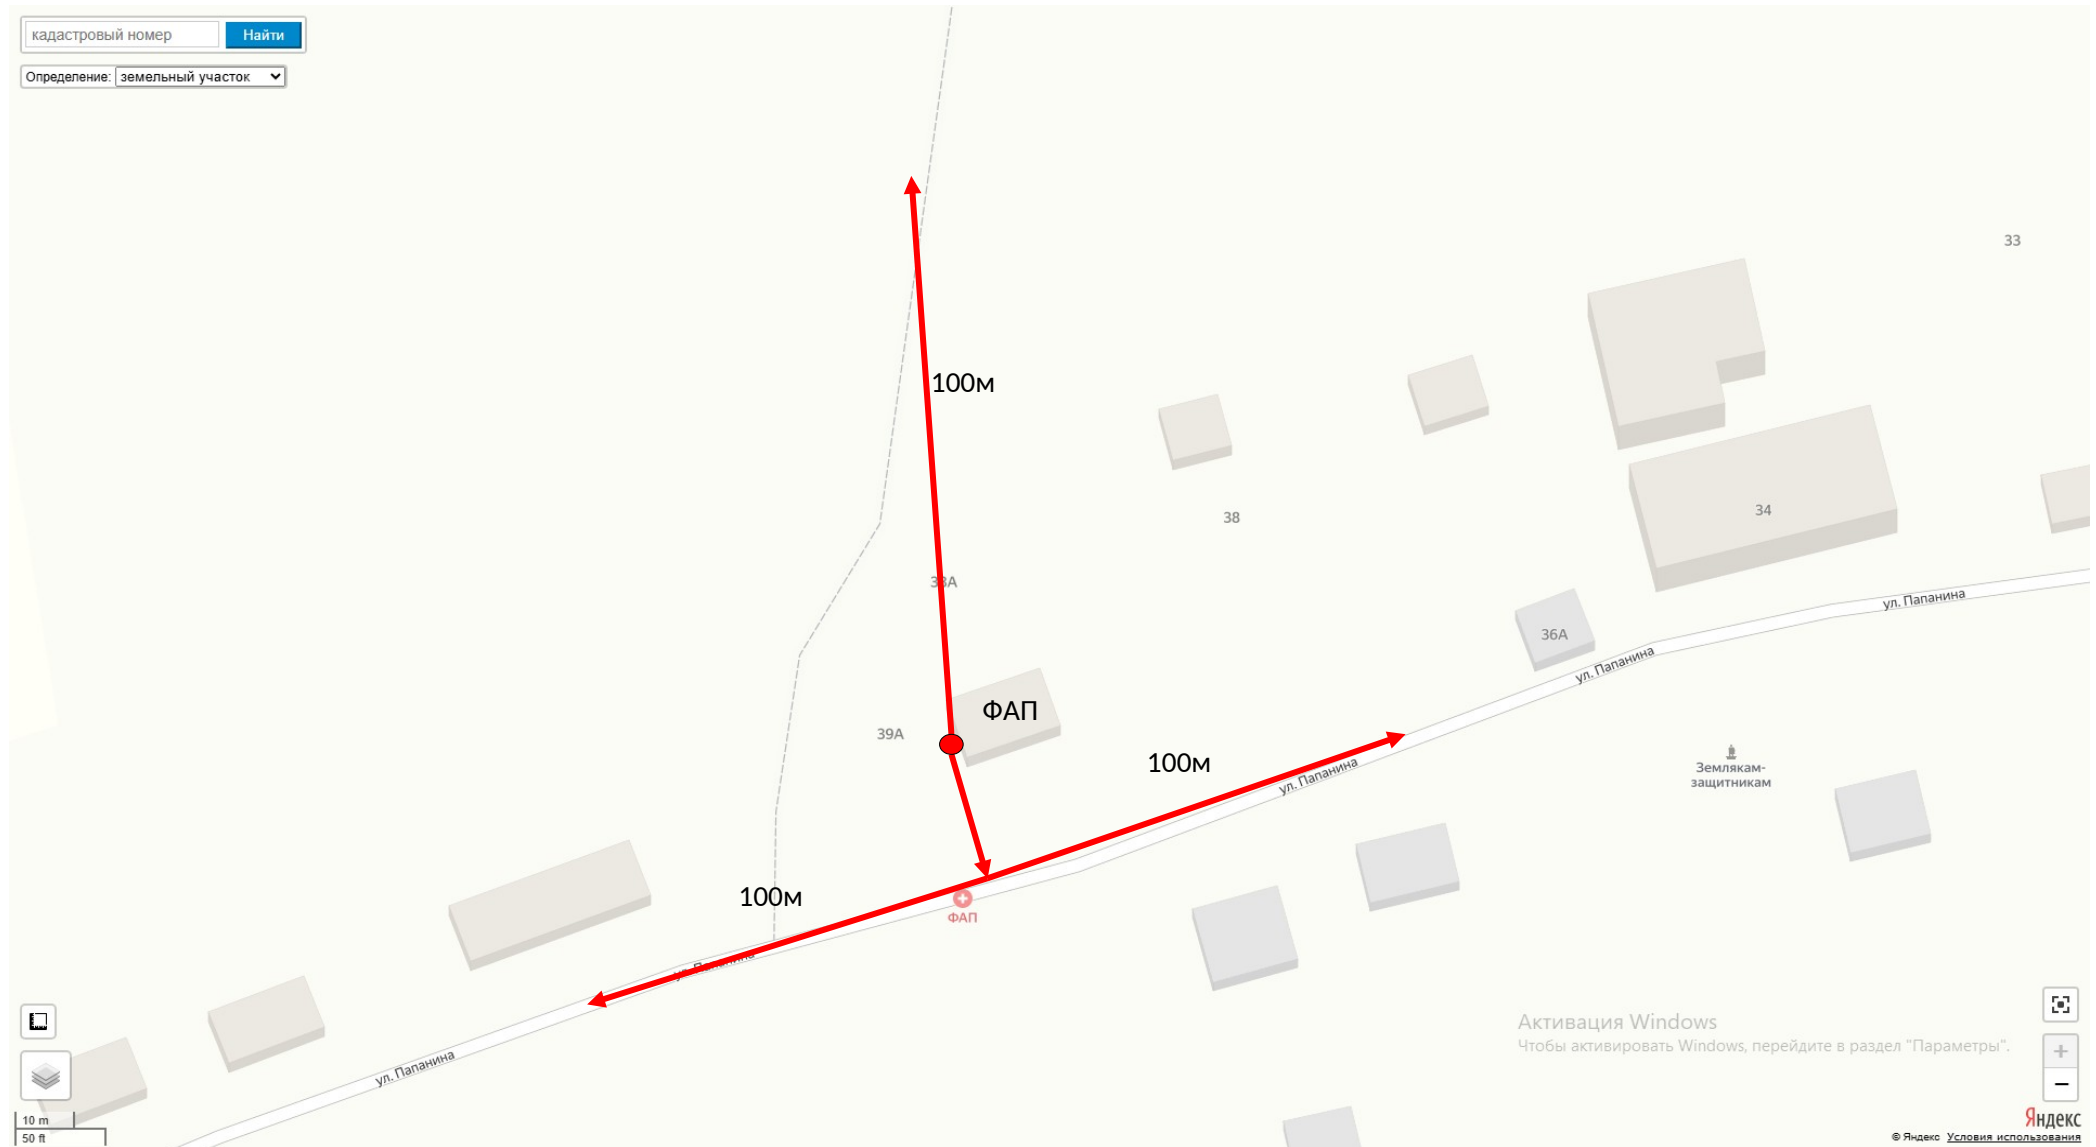 кадастровый номер
Найти
Определение: земельный участок
33
100м
38
34
ул. Папанина
36А
ул. Папанина
ФАП
39А
100м
ул. Папанина
Землякам-
защитникам
100м
ФАП
ул. Папанина
Активация Windows
Чтобы активировать Windows, перейдите в раздел "Параметры".
10 m
50 ft
Яндекс
© Яндекс Условия использования